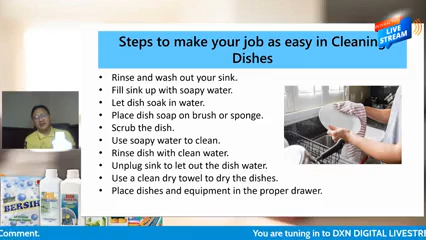 Steps to make your job as easy in Cleaning
Dishes
INTERACTIVE
LIVE
STREAM
• Rinse and wash out your sink.
• Fill sink up with soapy water.
• Let dish soak in water.
• Place dish soap on brush or sponge.
• Scrub the dish.
• Use soapy water to clean.
• Rinse dish with clean water.
• Unplug sink to let out the dish water.
• Use a clean dry towel to dry the dishes.
• Place dishes and equipment in the proper drawer.
BERSIH
Comment.
You are tuning in to DXN DIGITAL LIVESTRE